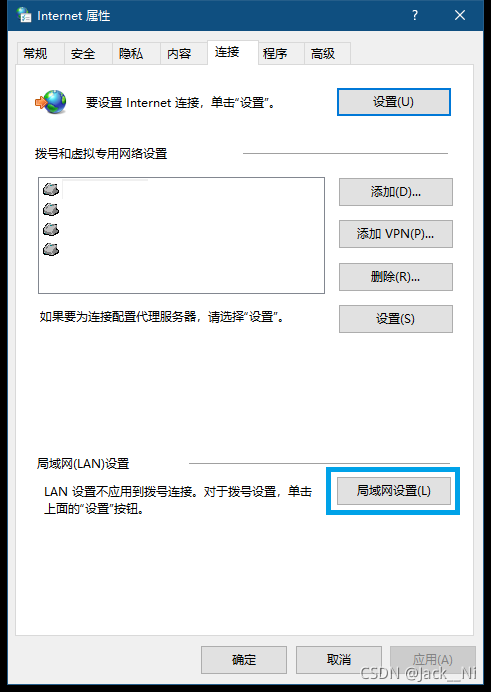 Internet 属性
?
常规 安全 隐私 内容 连接 程序 高级
要设置 Internet 连接，单击“设置”。
设置(U)
拨号和虚拟专用网络设置
添加(D)...
添加 VPN(P)...
删除(R)...
如果要为连接配置代理服务器，请选择“设置”。
设置(S)
局域网(LAN)设置
LAN 设置不应用到拨号连接。对于拨号设置，单击
上面的“设置”按钮。
局域网设置(L)
确定 取消 应用(A)
CSDN @Jack__Ni